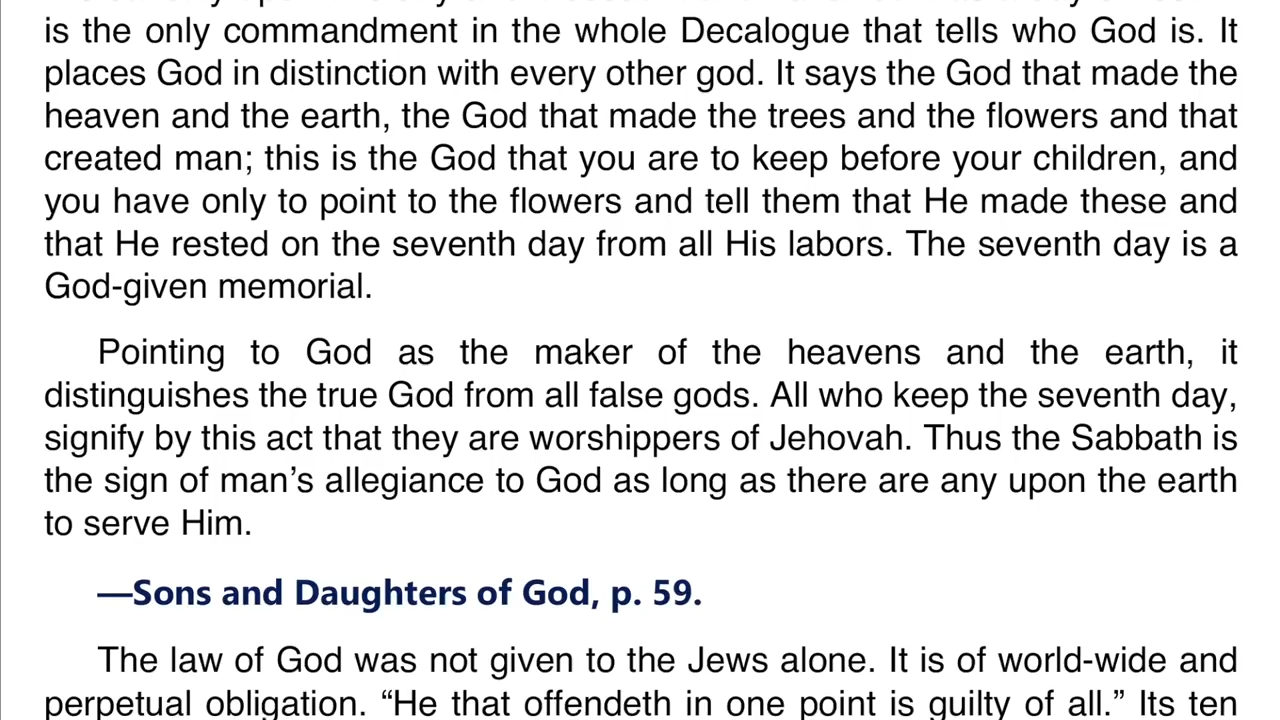 is the only commandment in the whole Decalogue that tells who God is. It
places God in distinction with every other god. It says the God that made the
heaven and the earth, the God that made the trees and the flowers and that
created man; this is the God that you are to keep before your children, and
you have only to point to the flowers and tell them that He made these and
that He rested on the seventh day from all His labors. The seventh day is a
God-given memorial.
Pointing to God as the maker of the heavens and the earth, it
distinguishes the true God from all false gods. All who keep the seventh day,
signify by this act that they are worshippers of Jehovah. Thus the Sabbath is
the sign of man’s allegiance to God as long as there are any upon the earth
to serve Him.
—Sons and Daughters of God, p. 59.
The law of God was not given to the Jews alone. It is of world-wide and
perpetual obligation. “He that offendeth in one point is guilty of all.” Its ten